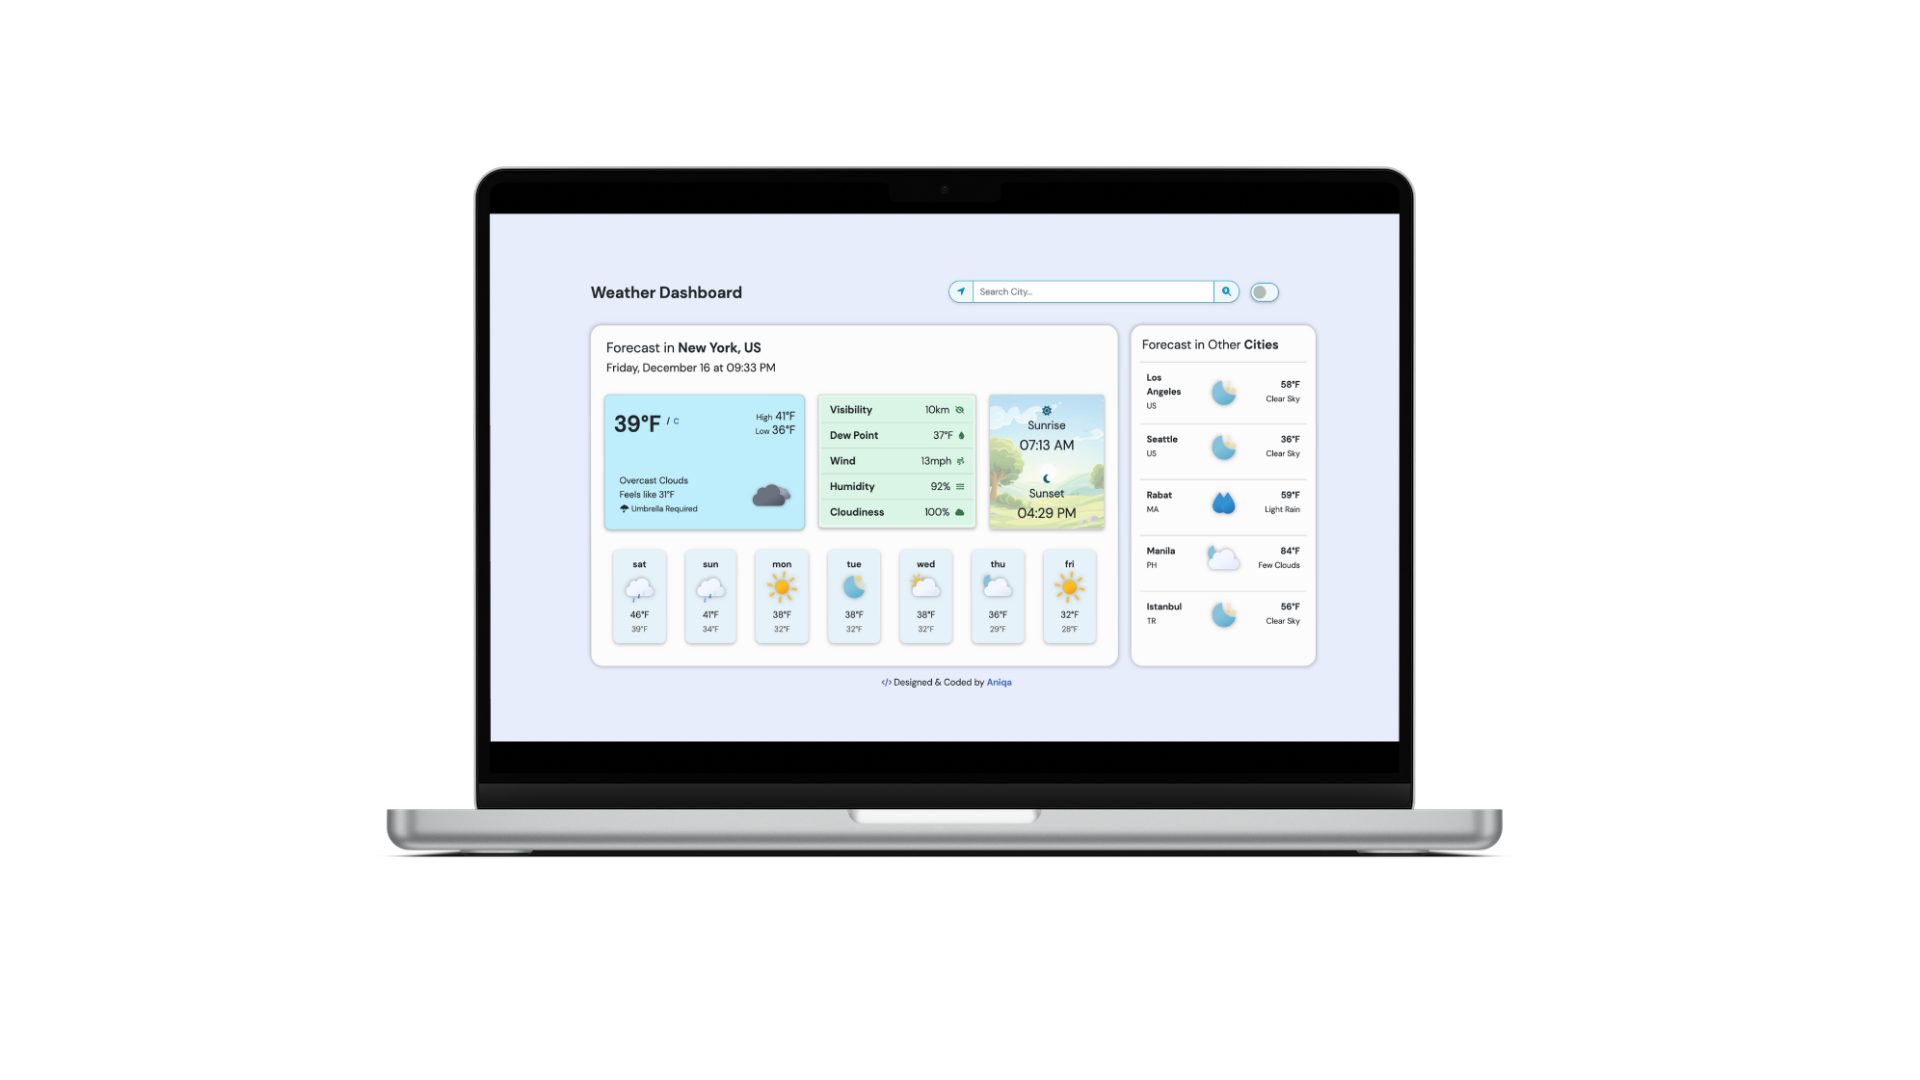 Weather Dashboard
Search City...
Forecast in New York, US
Friday, December 16 at 09:33 PM
39°F / C
High 41°F
Low 36°F
Overcast Clouds
Feels like 31°F
Umbrella Required
Visibility 10km
Dew Point 37°F
Wind 13mph
Humidity 92%
Cloudiness 100%
Sunrise
07:13 AM
Sunset
04:29 PM
sat
46°F
39°F
sun
41°F
34°F
mon
38°F
32°F
tue
38°F
32°F
wed
38°F
32°F
thu
36°F
29°F
fri
32°F
28°F
Forecast in Other Cities
Los
Angeles
US
58°F
Clear Sky
Seattle
US
36°F
Clear Sky
Rabat
MA
59°F
Light Rain
Manila
PH
84°F
Few Clouds
Istanbul
TR
56°F
Clear Sky
</> Designed & Coded by Aniqa